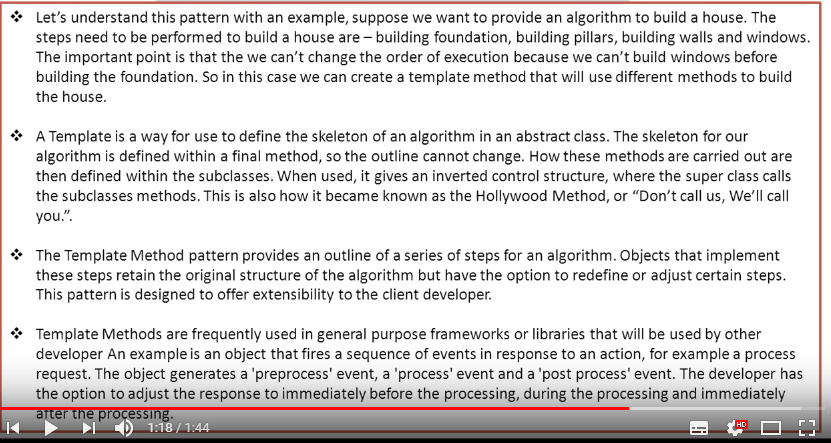 ❖ Let's understand this pattern with an example, suppose we want to provide an algorithm to build a house. The
steps need to be performed to build a house are – building foundation, building pillars, building walls and windows.
The important point is that the we can't change the order of execution because we can't build windows before
building the foundation. So in this case we can create a template method that will use different methods to build
the house.
❖ A Template is a way for use to define the skeleton of an algorithm in an abstract class. The skeleton for our
algorithm is defined within a final method, so the outline cannot change. How these methods are carried out are
then defined within the subclasses. When used, it gives an inverted control structure, where the super class calls
the subclasses methods. This is also how it became known as the Hollywood Method, or “Don't call us, We'll call
you.”.
❖ The Template Method pattern provides an outline of a series of steps for an algorithm. Objects that implement
these steps retain the original structure of the algorithm but have the option to redefine or adjust certain steps.
This pattern is designed to offer extensibility to the client developer.
❖ Template Methods are frequently used in general purpose frameworks or libraries that will be used by other
developer An example is an object that fires a sequence of events in response to an action, for example a process
request. The object generates a 'preprocess' event, a 'process' event and a 'post process' event. The developer has
the option to adjust the response to immediately before the processing, during the processing and immediately
after the processing.
1:18 / 1:44
HD